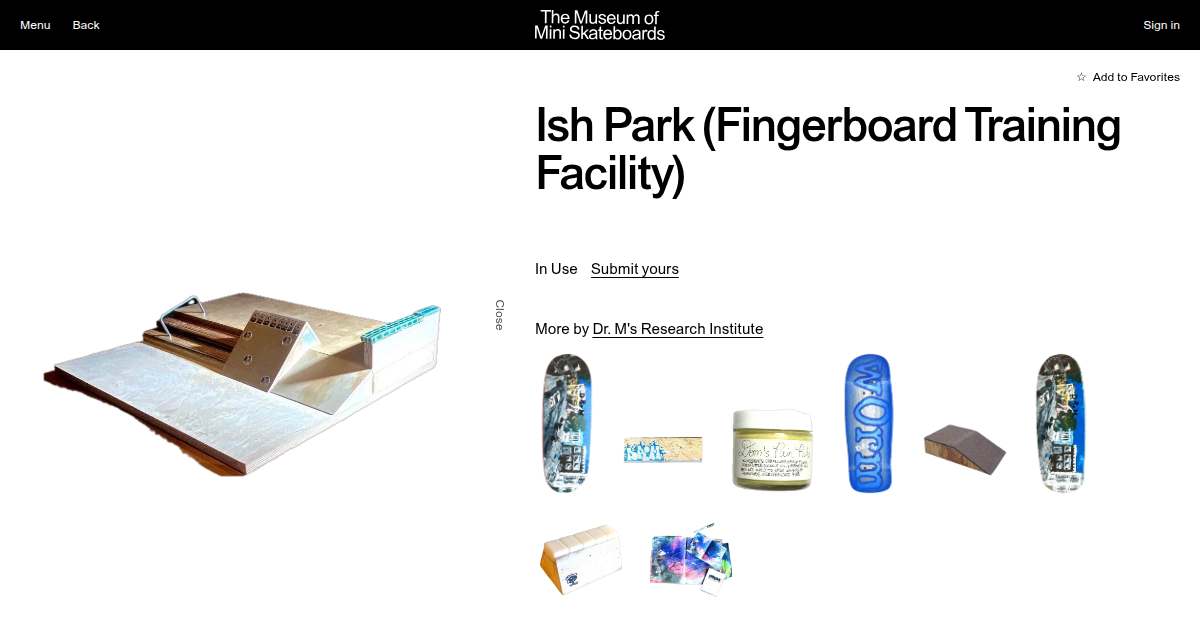 Menu
Back
The Museum of
Mini Skateboards
Sign in
☆ Add to Favorites
Ish Park (Fingerboard Training
Facility)
In Use
Submit yours
Close
More by Dr. M's Research Institute
worm